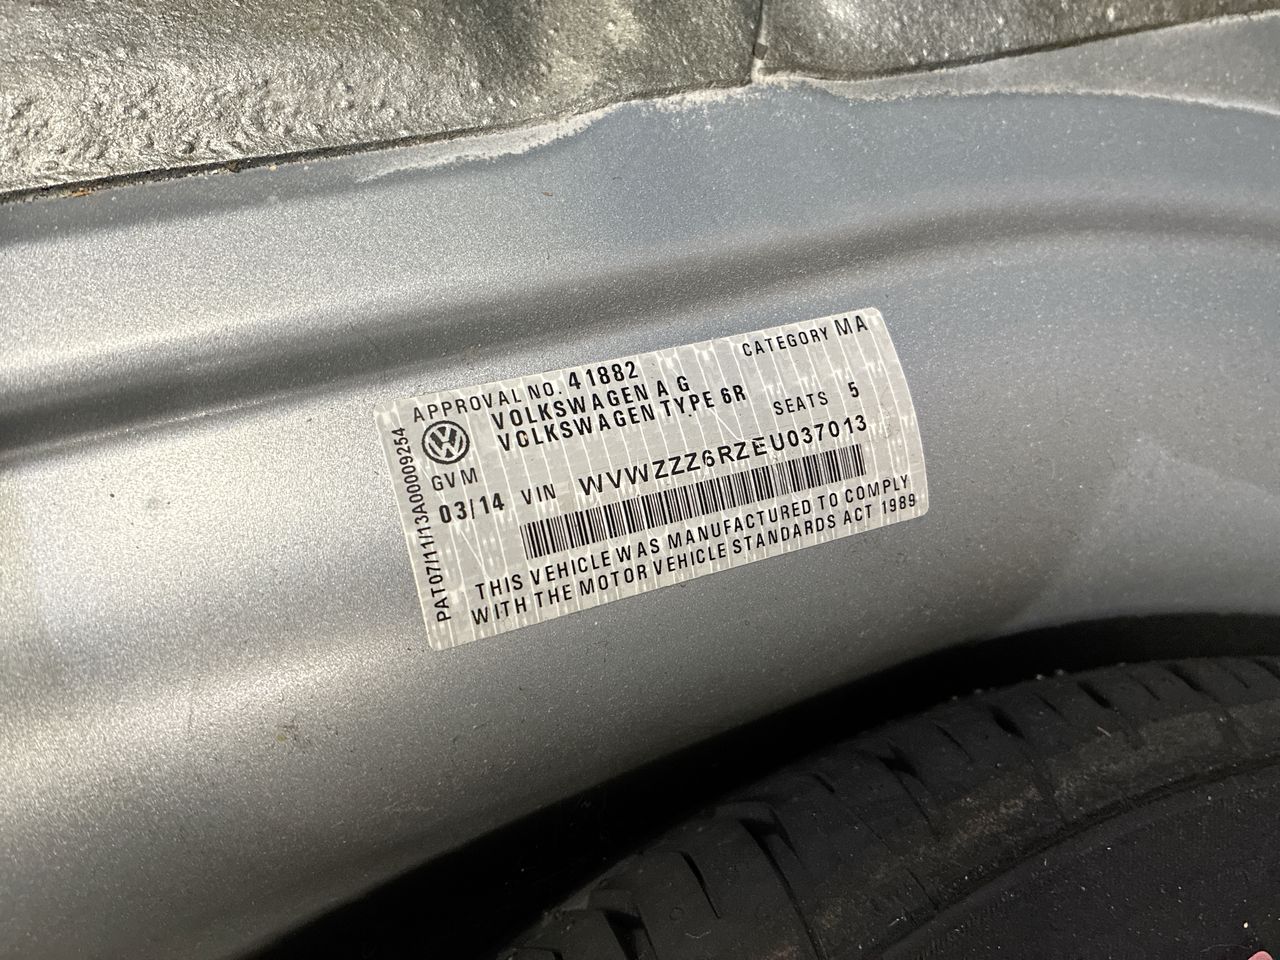 APPROVAL NO. 41882 CATEGORY MA
VOLKSWAGEN A G
VOLKSWAGEN TYPE 6R SEATS 5
GVM
03/14 VIN WVWZZZ6RZEU037013
THIS VEHICLE WAS MANUFACTURED TO COMPLY
WITH THE MOTOR VEHICLE STANDARDS ACT 1989
PAT07/11/13A00009254